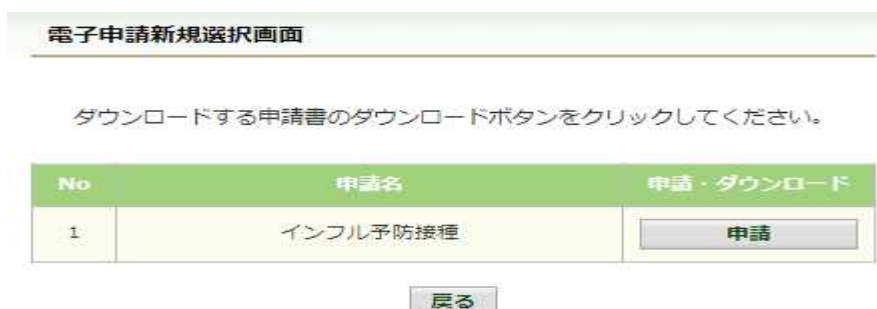 電子申請新規選択画面
ダウンロードする申請書のダウンロードボタンをクリックしてください。
No 申請名 申請・ダウンロード
1 インフル予防接種 申請
戻る